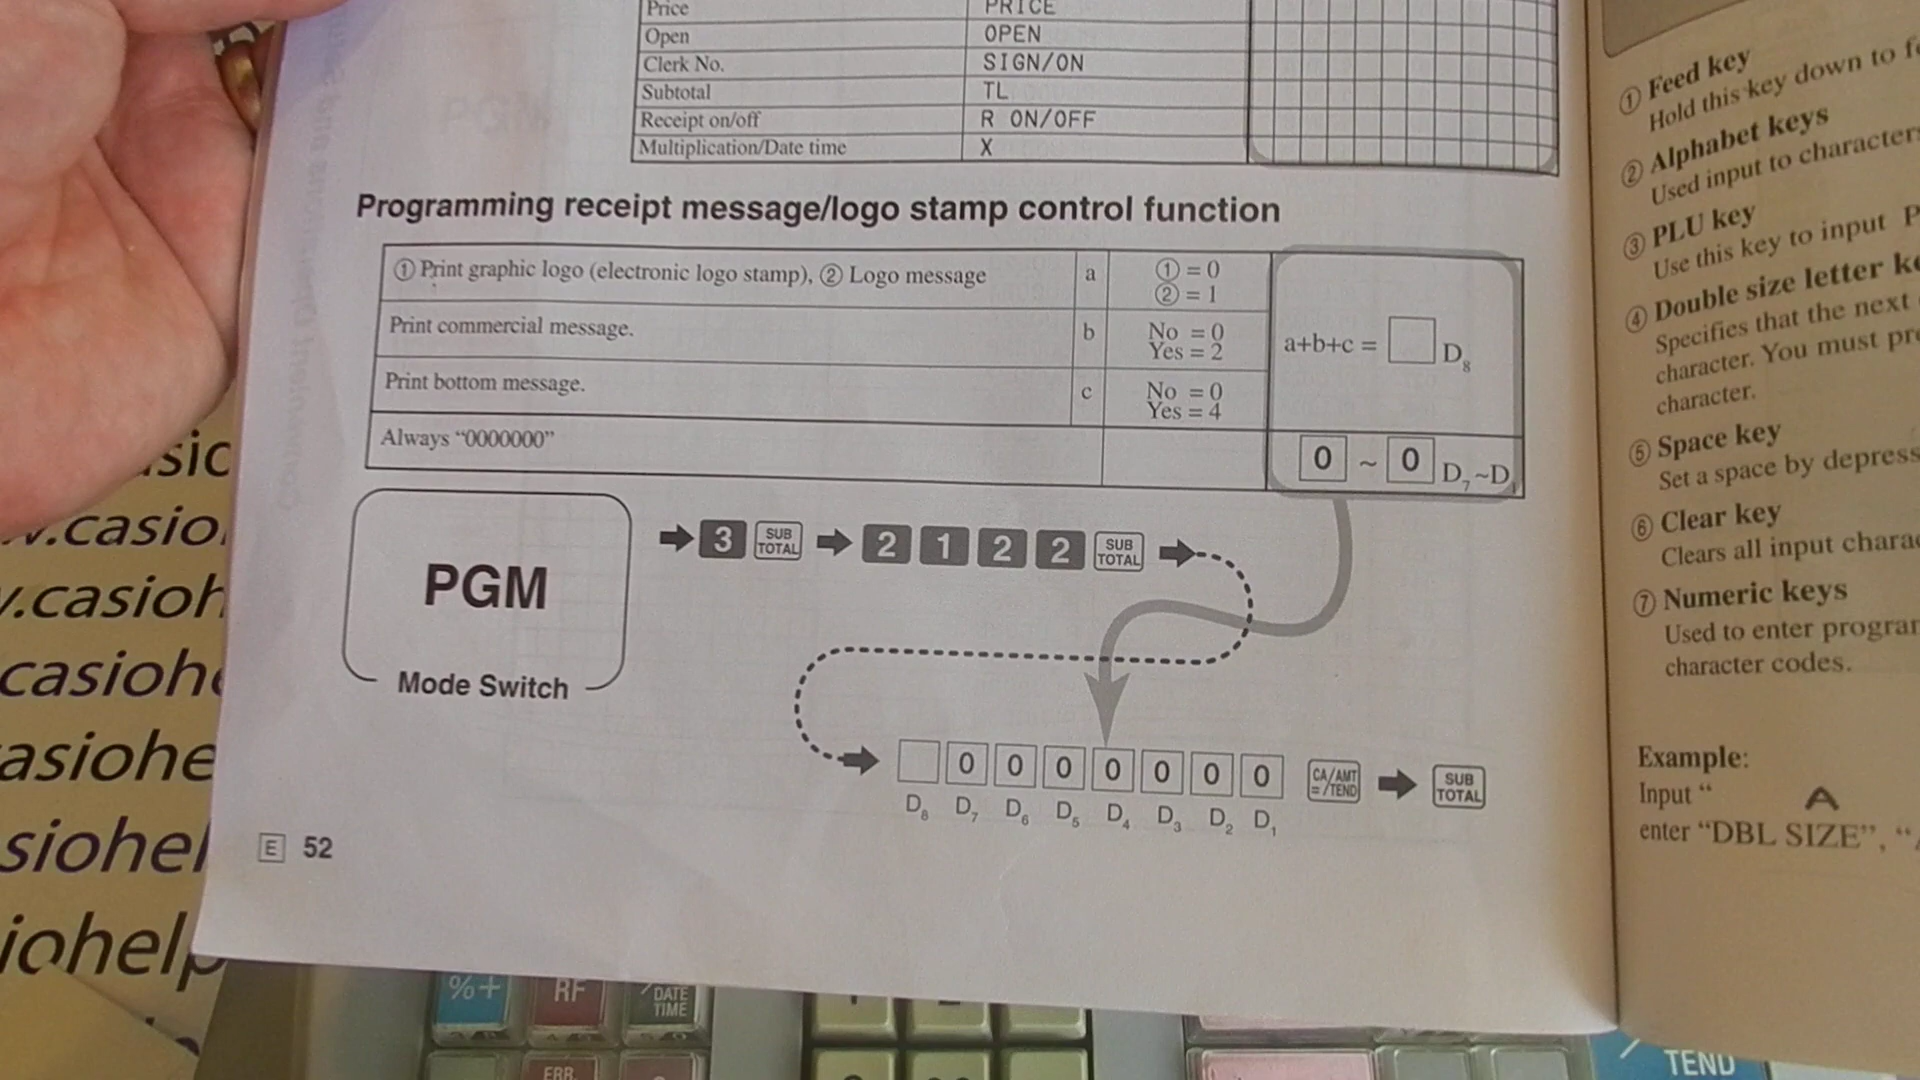 Price PRICE
Open OPEN
Clerk No. SIGN/ON
Subtotal TL
Receipt on/off R ON/OFF
Multiplication/Date time X
Programming receipt message/logo stamp control function
① Print graphic logo (electronic logo stamp), ② Logo message a ① = 0
② = 1
Print commercial message. b No = 0
Yes = 2
a+b+c = D8
Print bottom message. c No = 0
Yes = 4
Always “0000000” 0 ~ 0 D7~D1
PGM
Mode Switch
3 SUB TOTAL 2 1 2 2 SUB TOTAL
0 0 0 0 0 0 0 CA/AMT =/TEND SUB TOTAL
D8 D7 D6 D5 D4 D3 D2 D1
E 52
① Feed key
Hold this key down to
② Alphabet keys
Used input to
③ PLU key
Use this key to input
④ Double size letter
Specifies that the next
character. You must
character.
⑤ Space key
Set a space by
⑥ Clear key
Clears all input
⑦ Numeric keys
Used to enter
character codes.
Example:
Input “ A
enter “DBL SIZE”, “
%+ RF / DATE TIME
ERR.
TEND